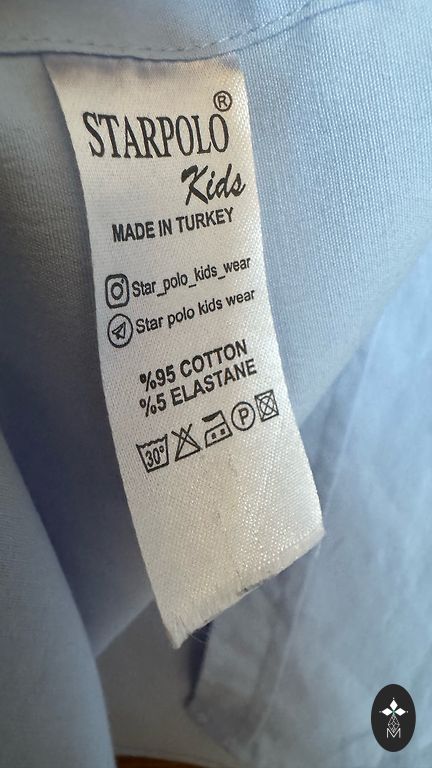 STARPOLO®
Kids
MADE IN TURKEY
Star_polo_kids_wear
Star polo kids wear
%95 COTTON
%5 ELASTANE
30°
P
M